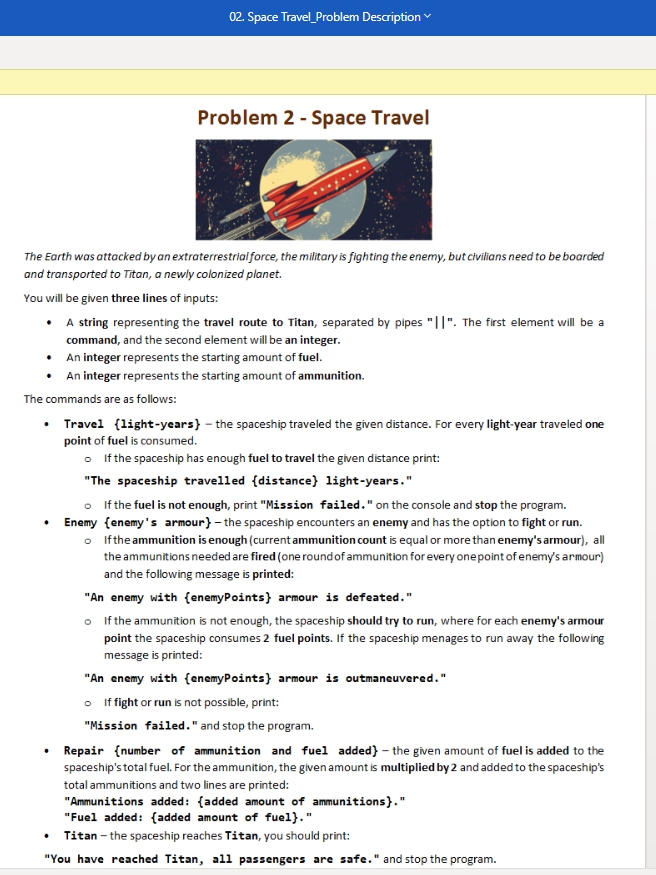 02. Space Travel_Problem Description
Problem 2 - Space Travel
The Earth was attacked by an extraterrestrial force, the military is fighting the enemy, but civilians need to be boarded
and transported to Titan, a newly colonized planet.
You will be given three lines of inputs:
• A string representing the travel route to Titan, separated by pipes "||". The first element will be a
command, and the second element will be an integer.
• An integer represents the starting amount of fuel.
• An integer represents the starting amount of ammunition.
The commands are as follows:
• Travel {light-years} – the spaceship traveled the given distance. For every light-year traveled one
point of fuel is consumed.
o If the spaceship has enough fuel to travel the given distance print:
"The spaceship travelled {distance} light-years."
o If the fuel is not enough, print "Mission failed." on the console and stop the program.
• Enemy {enemy's armour} – the spaceship encounters an enemy and has the option to fight or run.
o If the ammunition is enough (current ammunition count is equal or more than enemy's armour), all
the ammunitions needed are fired (one round of ammunition for every one point of enemy's armour)
and the following message is printed:
"An enemy with {enemyPoints} armour is defeated."
o If the ammunition is not enough, the spaceship should try to run, where for each enemy's armour
point the spaceship consumes 2 fuel points. If the spaceship menages to run away the following
message is printed:
"An enemy with {enemyPoints} armour is outmaneuvered."
o If fight or run is not possible, print:
"Mission failed." and stop the program.
• Repair {number of ammunition and fuel added} – the given amount of fuel is added to the
spaceship's total fuel. For the ammunition, the given amount is multiplied by 2 and added to the spaceship's
total ammunitions and two lines are printed:
"Ammunitions added: {added amount of ammunitions}."
"Fuel added: {added amount of fuel}."
• Titan – the spaceship reaches Titan, you should print:
"You have reached Titan, all passengers are safe." and stop the program.